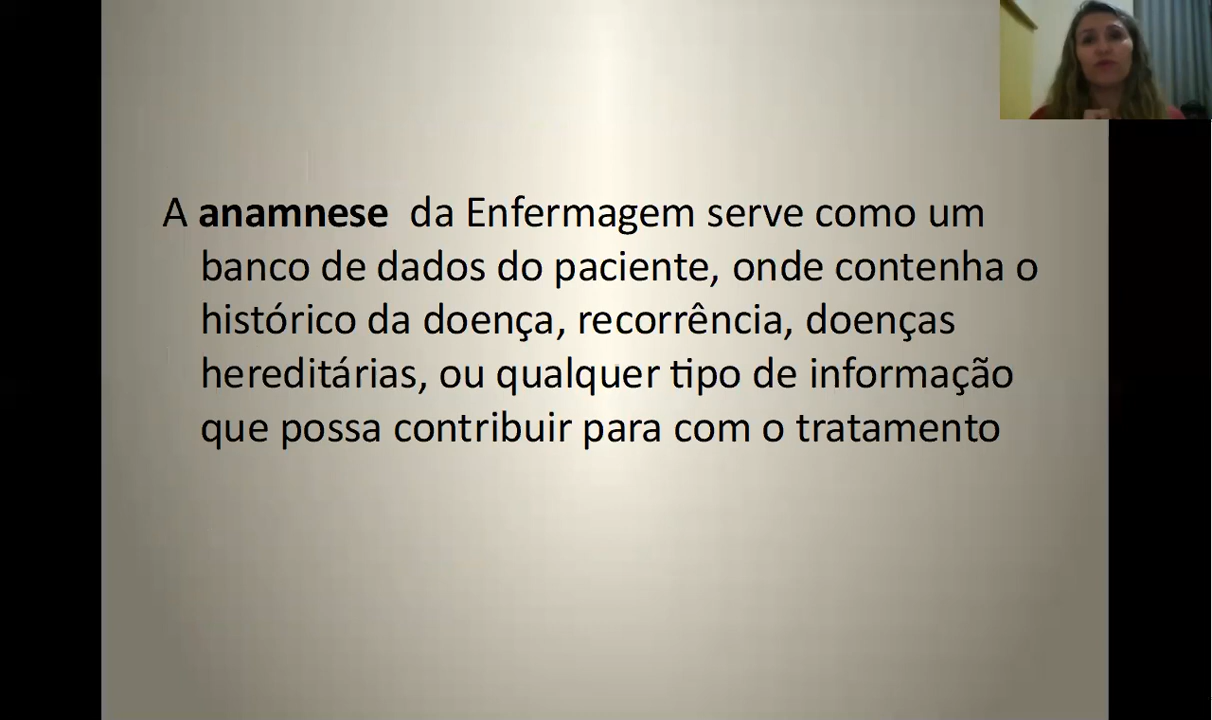 A anamnese da Enfermagem serve como um
banco de dados do paciente, onde contenha o
histórico da doença, recorrência, doenças
hereditárias, ou qualquer tipo de informação
que possa contribuir para com o tratamento